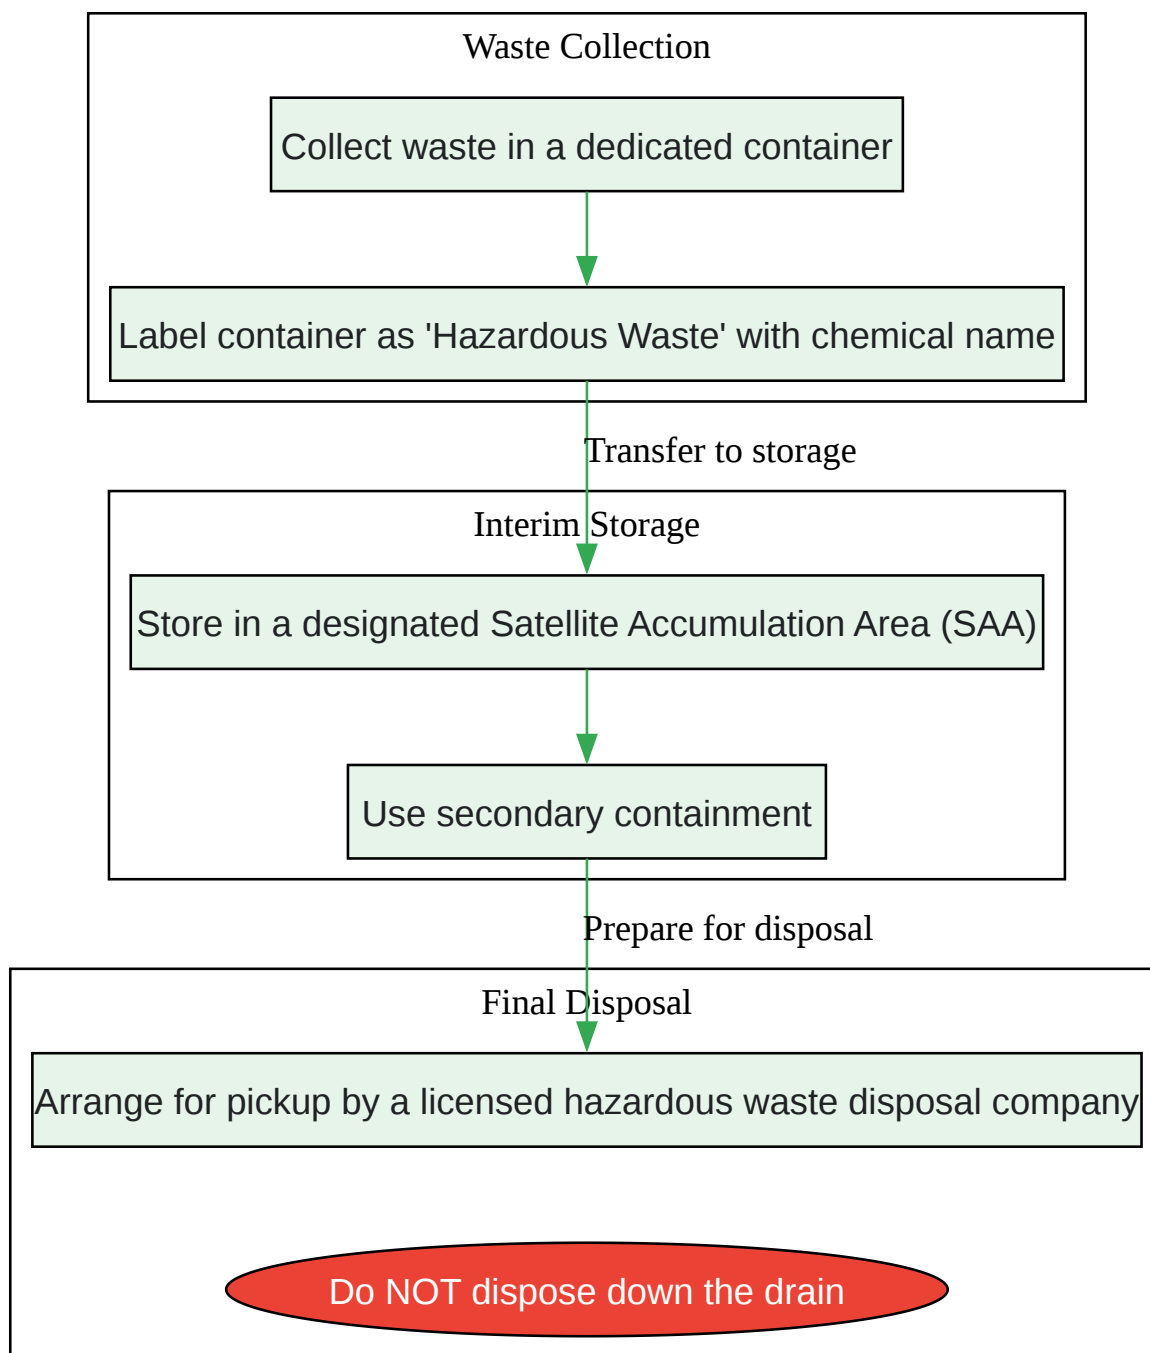 Waste Collection
Collect waste in a dedicated container
Label container as 'Hazardous Waste' with chemical name
Transfer to storage
Interim Storage
Store in a designated Satellite Accumulation Area (SAA)
Use secondary containment
Prepare for disposal
Final Disposal
Arrange for pickup by a licensed hazardous waste disposal company
Do NOT dispose down the drain